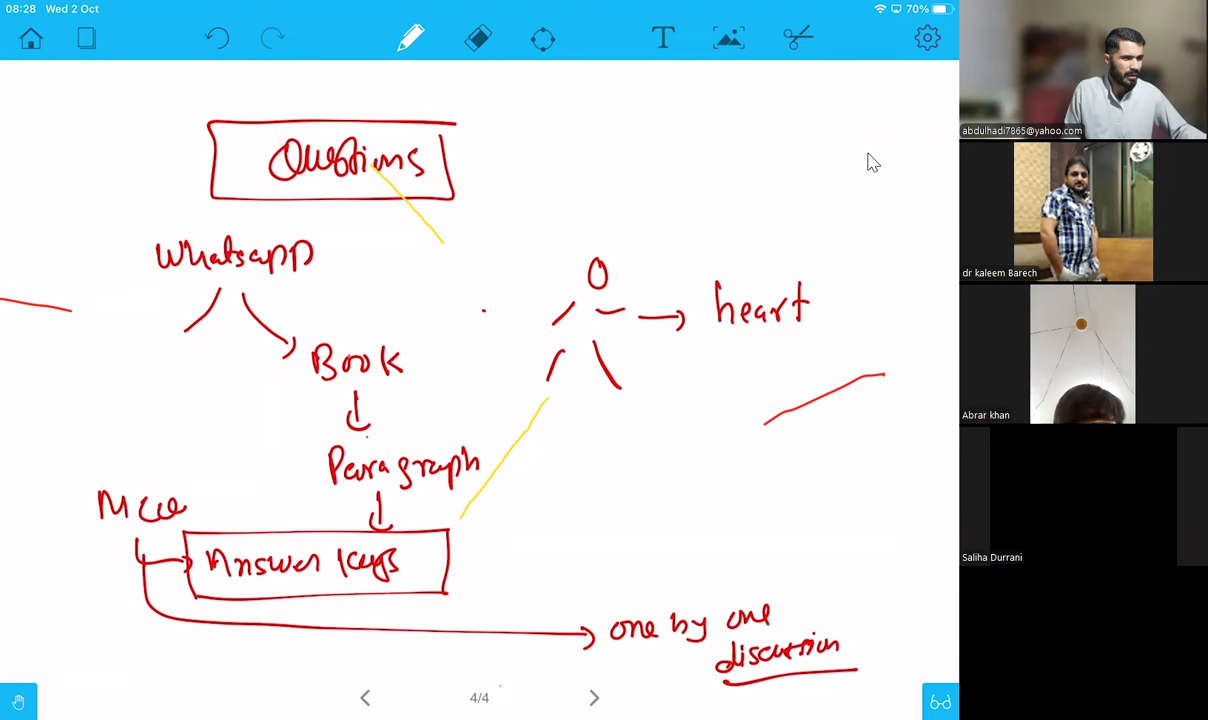 08:28 Wed 2 Oct
70%
T
Questions
Whatsapp
heart
Book
Paragraph
Mcq
Answer keys
one by one
discussion
4/4
abdulhadi7865@yahoo.com
dr kaleem Barech
Abrar khan
Saliha Durrani